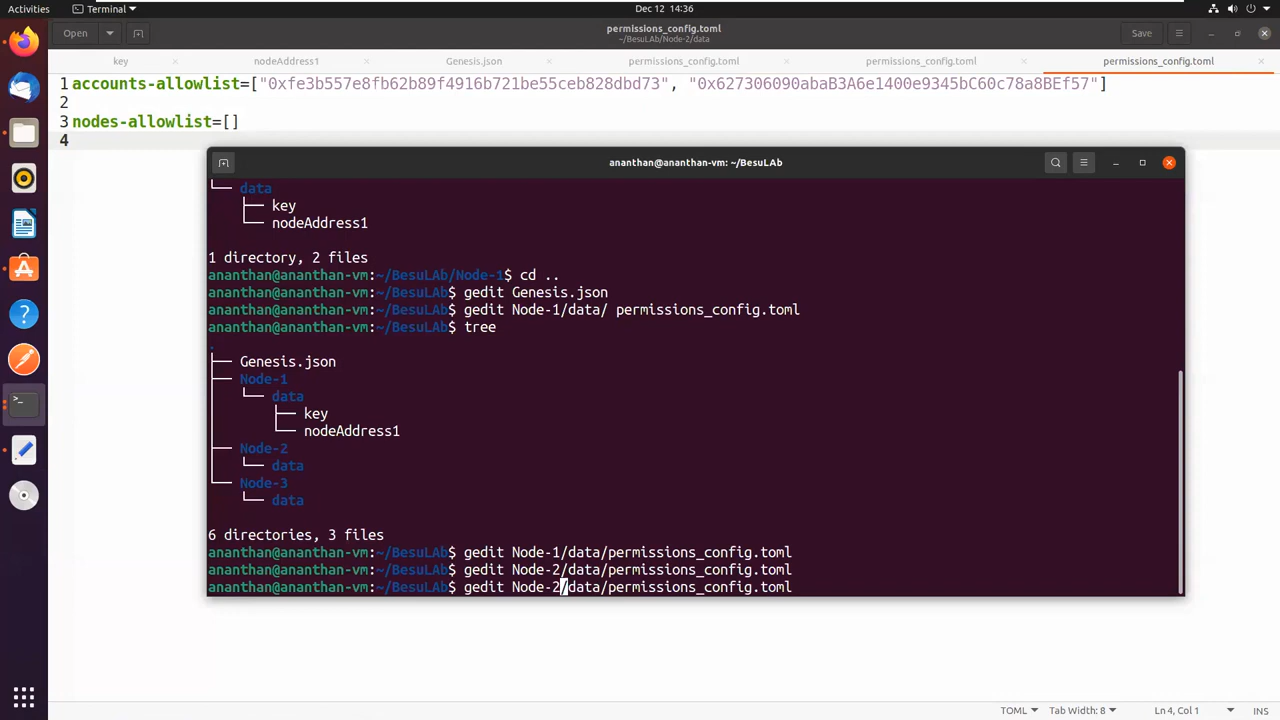 Activities
Terminal
Dec 12 14:36
Open
permissions_config.toml
~/BesuLAb/Node-2/data
Save
key
nodeAddress1
Genesis.json
permissions_config.toml
permissions_config.toml
permissions_config.toml
1 accounts-allowlist=["0xfe3b557e8fb62b89f4916b721be55ceb828dbd73", "0x627306090abaB3A6e1400e9345bC60c78a8BEf57"]
2
3 nodes-allowlist=[]
4
ananthan@ananthan-vm: ~/BesuLAb
└── data
├── key
└── nodeAddress1
1 directory, 2 files
ananthan@ananthan-vm:~/BesuLAb/Node-1$ cd ..
ananthan@ananthan-vm:~/BesuLAb$ gedit Genesis.json
ananthan@ananthan-vm:~/BesuLAb$ gedit Node-1/data/ permissions_config.toml
ananthan@ananthan-vm:~/BesuLAb$ tree
.
├── Genesis.json
├── Node-1
│   └── data
│       ├── key
│       └── nodeAddress1
├── Node-2
│   └── data
└── Node-3
    └── data
6 directories, 3 files
ananthan@ananthan-vm:~/BesuLAb$ gedit Node-1/data/permissions_config.toml
ananthan@ananthan-vm:~/BesuLAb$ gedit Node-2/data/permissions_config.toml
ananthan@ananthan-vm:~/BesuLAb$ gedit Node-2/data/permissions_config.toml
TOML
Tab Width: 8
Ln 4, Col 1
INS